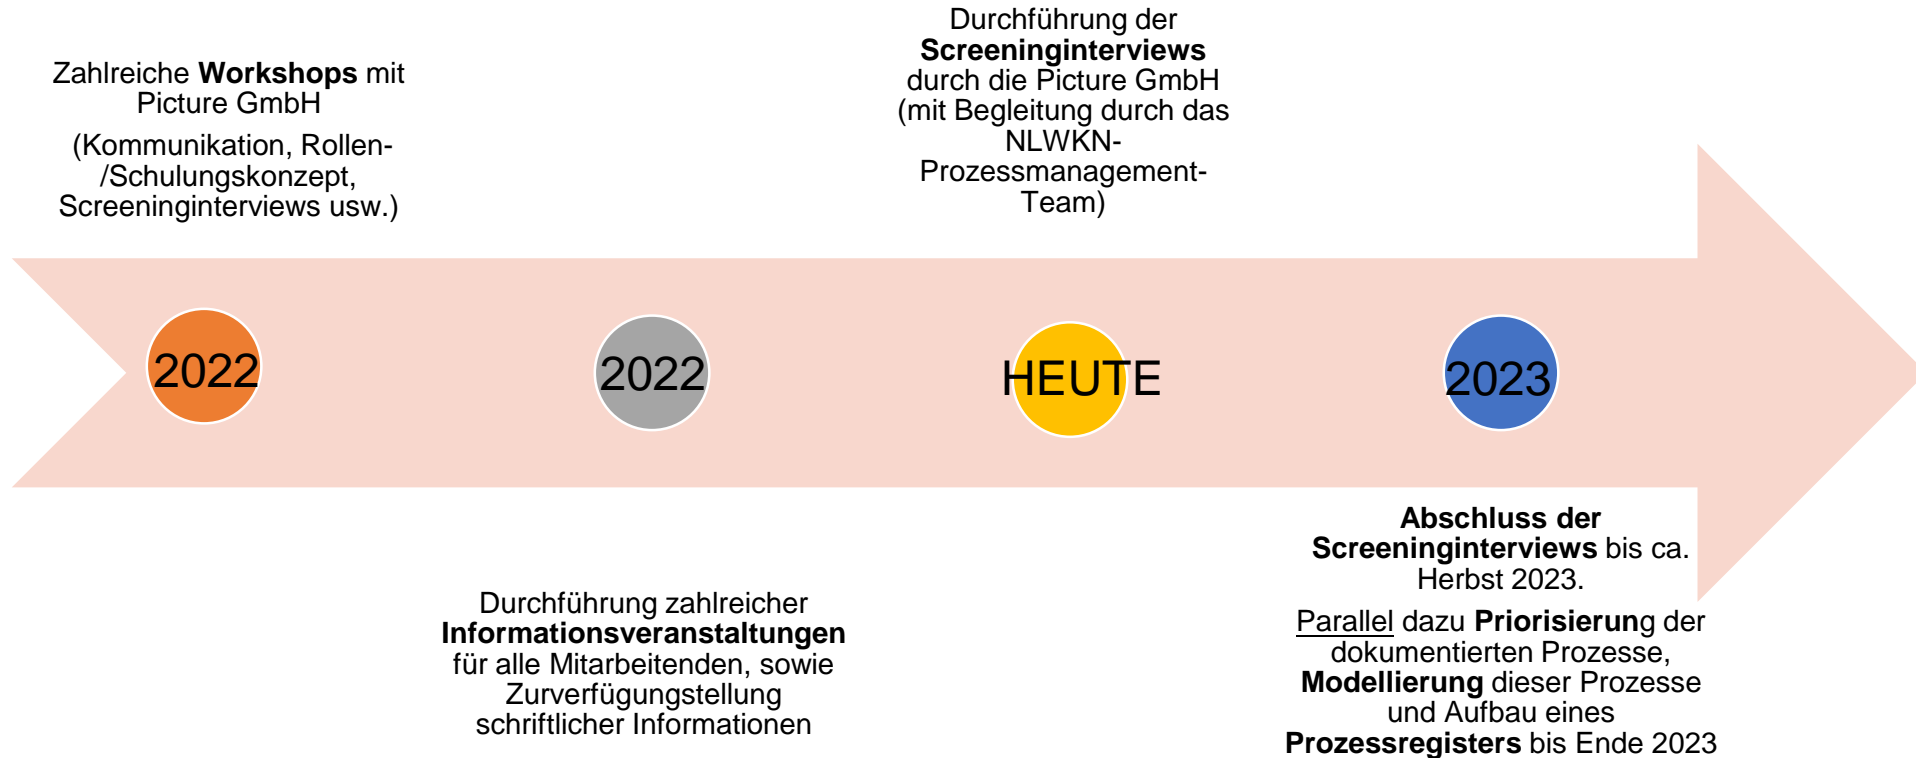 Zahlreiche Workshops mit
Picture GmbH
(Kommunikation, Rollen-
/Schulungskonzept,
Screeninginterviews usw.)
2022
Durchführung zahlreicher
Informationsveranstaltungen
für alle Mitarbeitenden, sowie
Zurverfügungstellung
schriftlicher Informationen
2022
Durchführung der
Screeninginterviews
durch die Picture GmbH
(mit Begleitung durch das
NLWKN-
Prozessmanagement-
Team)
HEUTE
2023
Abschluss der
Screeninginterviews bis ca.
Herbst 2023.
Parallel dazu Priorisierung der
dokumentierten Prozesse,
Modellierung dieser Prozesse
und Aufbau eines
Prozessregisters bis Ende 2023